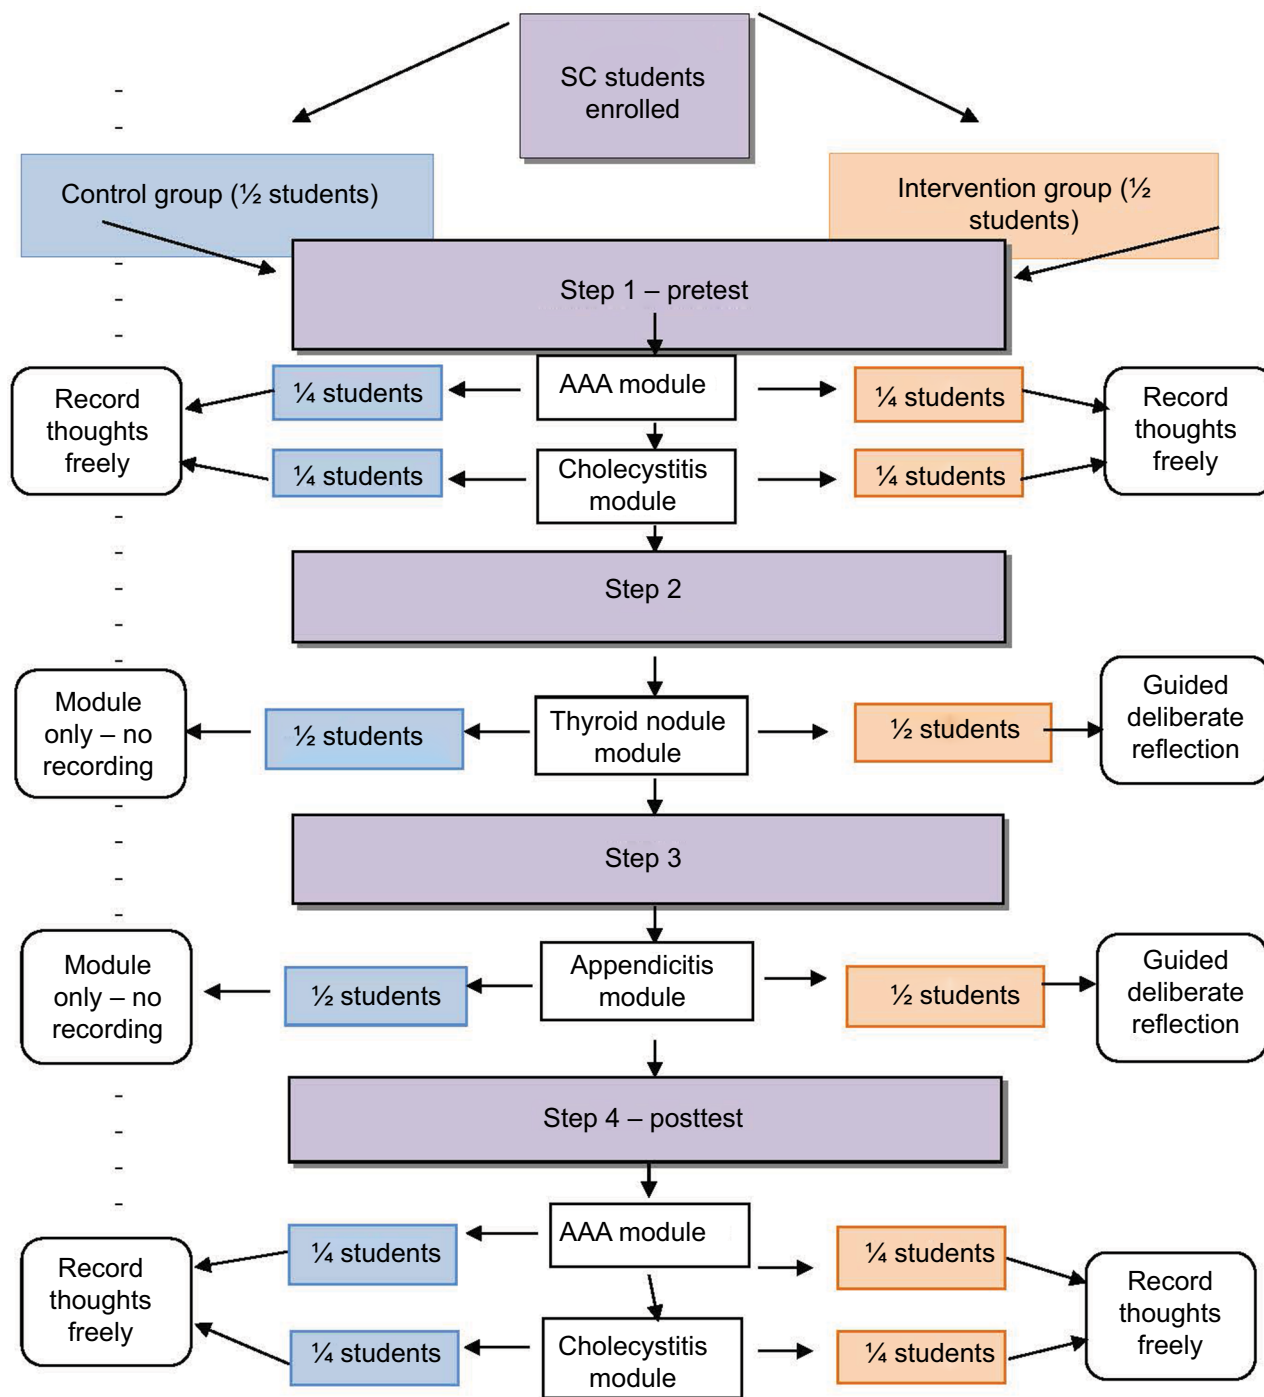 SC students
enrolled
Control group (½ students)
Intervention group (½
students)
Step 1 – pretest
Record
thoughts
freely
¼ students
AAA module
¼ students
Record
thoughts
freely
¼ students
Cholecystitis
module
¼ students
Step 2
Module
only – no
recording
½ students
Thyroid nodule
module
½ students
Guided
deliberate
reflection
Step 3
Module
only – no
recording
½ students
Appendicitis
module
½ students
Guided
deliberate
reflection
Step 4 – posttest
Record
thoughts
freely
¼ students
AAA module
¼ students
Record
thoughts
freely
¼ students
Cholecystitis
module
¼ students